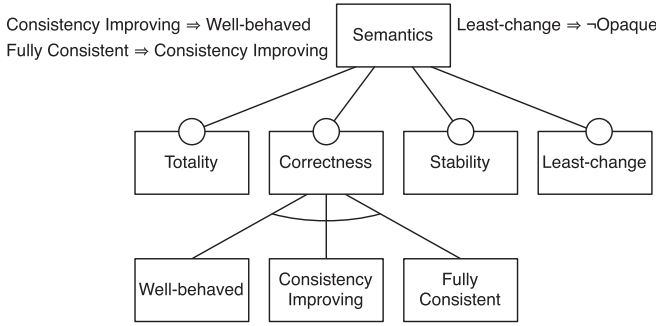 Consistency Improving ⇒ Well-behaved
Fully Consistent ⇒ Consistency Improving
Semantics
Least-change ⇒ ¬Opaque
Totality
Correctness
Stability
Least-change
Well-behaved
Consistency
Improving
Fully
Consistent